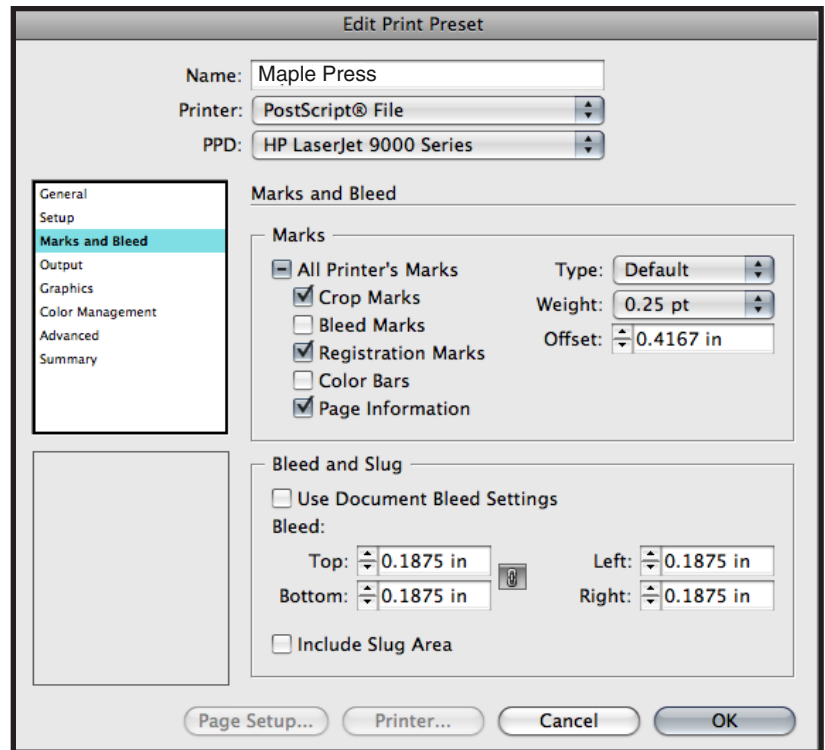 Edit Print Preset
Name: Maple Press
Printer: PostScript® File
PPD: HP LaserJet 9000 Series
General
Setup
Marks and Bleed
Output
Graphics
Color Management
Advanced
Summary
Marks and Bleed
Marks
All Printer's Marks
Crop Marks
Bleed Marks
Registration Marks
Color Bars
Page Information
Type: Default
Weight: 0.25 pt
Offset: 0.4167 in
Bleed and Slug
Use Document Bleed Settings
Bleed:
Top: 0.1875 in
Bottom: 0.1875 in
Left: 0.1875 in
Right: 0.1875 in
Include Slug Area
Page Setup... Printer... Cancel OK